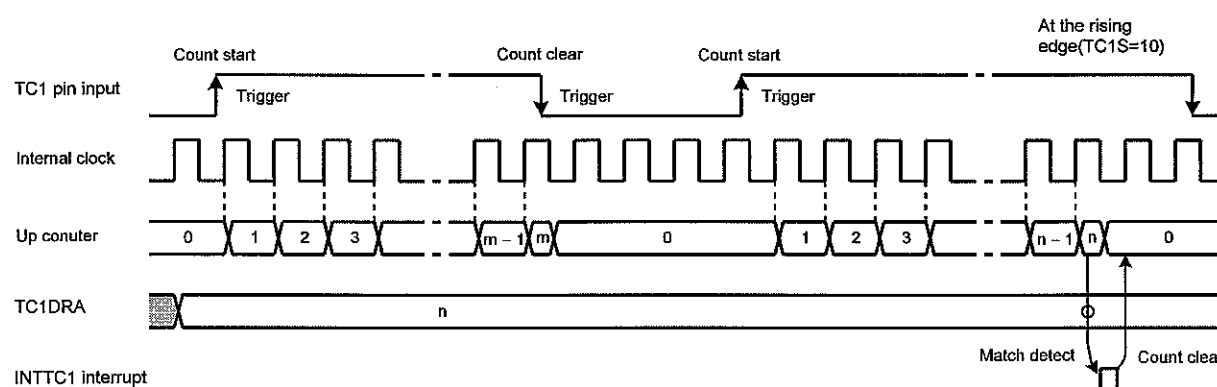 At the rising
edge(TC1S=10)
Count start Count clear Count start
TC1 pin input
Trigger Trigger Trigger
Internal clock
Up conuter 0 1 2 3 m – 1 m 0 1 2 3 n – 1 n 0
TC1DRA n
Match detect Count clea
INTTC1 interrupt